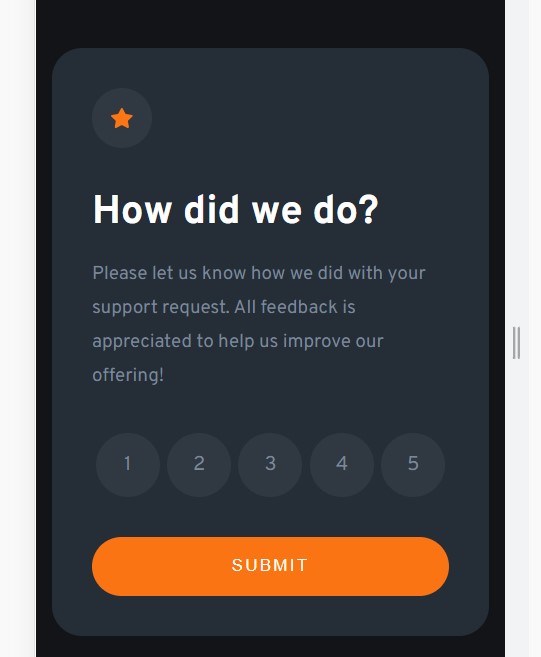 How did we do?
Please let us know how we did with your
support request. All feedback is
appreciated to help us improve our
offering!
1 2 3 4 5
SUBMIT